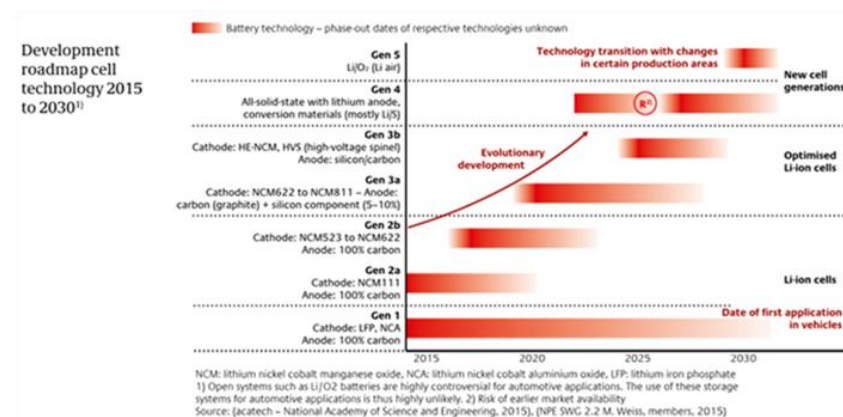 Development
roadmap cell
technology 2015
to 2030¹⁾
Battery technology – phase-out dates of respective technologies unknown
Gen 5
Li/O₂ (Li air)
Technology transition with changes
in certain production areas
New cell
generations
Gen 4
All-solid-state with lithium anode,
conversion materials (mostly Li/S)
R²⁾
Gen 3b
Cathode: HE-NCM, HVS (high-voltage spinel)
Anode: silicon/carbon
Evolutionary
development
Optimised
Li-ion cells
Gen 3a
Cathode: NCM622 to NCM811 – Anode:
carbon (graphite) + silicon component (5–10%)
Gen 2b
Cathode: NCM523 to NCM622
Anode: 100% carbon
Gen 2a
Cathode: NCM111
Anode: 100% carbon
Li-ion cells
Gen 1
Cathode: LFP, NCA
Anode: 100% carbon
Date of first application
in vehicles
2015 2020 2025 2030
NCM: lithium nickel cobalt manganese oxide, NCA: lithium nickel cobalt aluminium oxide, LFP: lithium iron phosphate
1) Open systems such as Li/O2 batteries are highly controversial for automotive applications. The use of these storage
systems for automotive applications is thus highly unlikely. 2) Risk of earlier market availability
Source: (acatech – National Academy of Science and Engineering, 2015), (NPE SWG 2.2 M. Weiss, members, 2015)